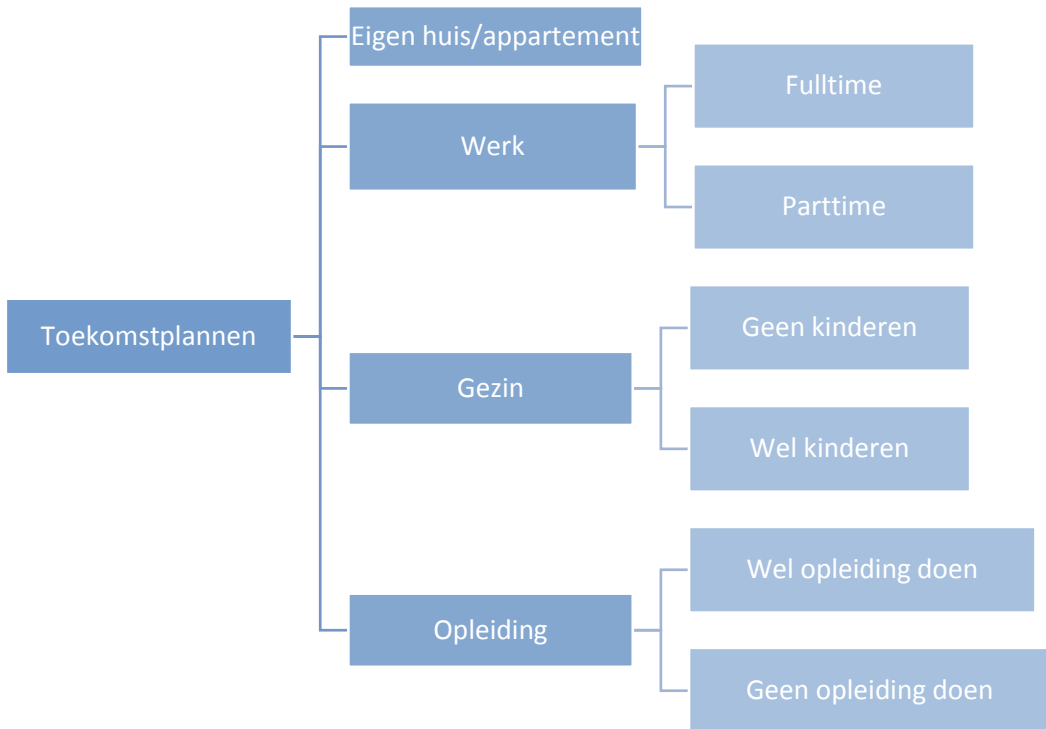 Eigen huis/appartement
Fulltime
Werk
Parttime
Toekomstplannen
Geen kinderen
Gezin
Wel kinderen
Wel opleiding doen
Opleiding
Geen opleiding doen